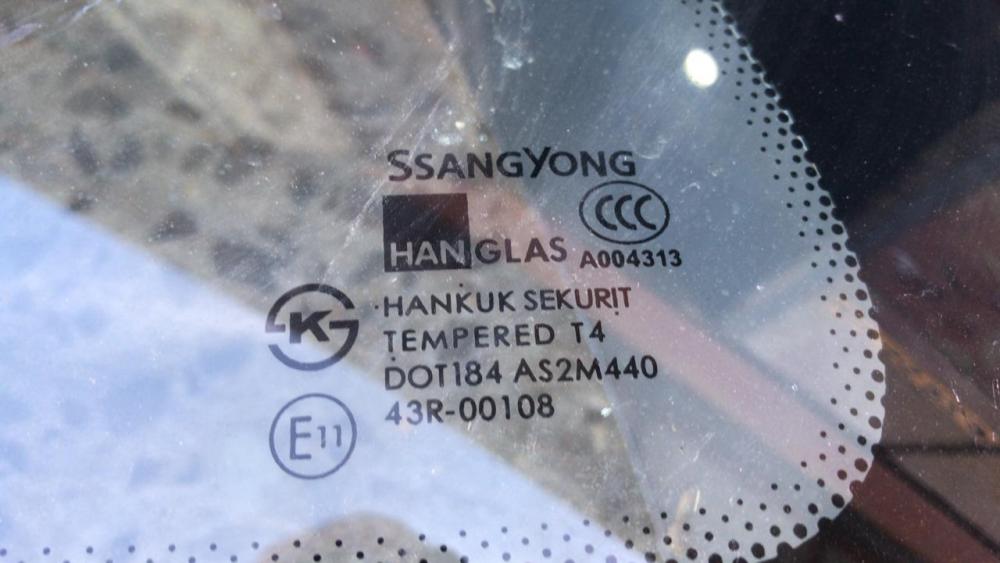 SSANGYONG
CCC
HANGLAS A004313
K HANKUK SEKURIT
TEMPERED T4
DOT184 AS2M440
E11 43R-00108